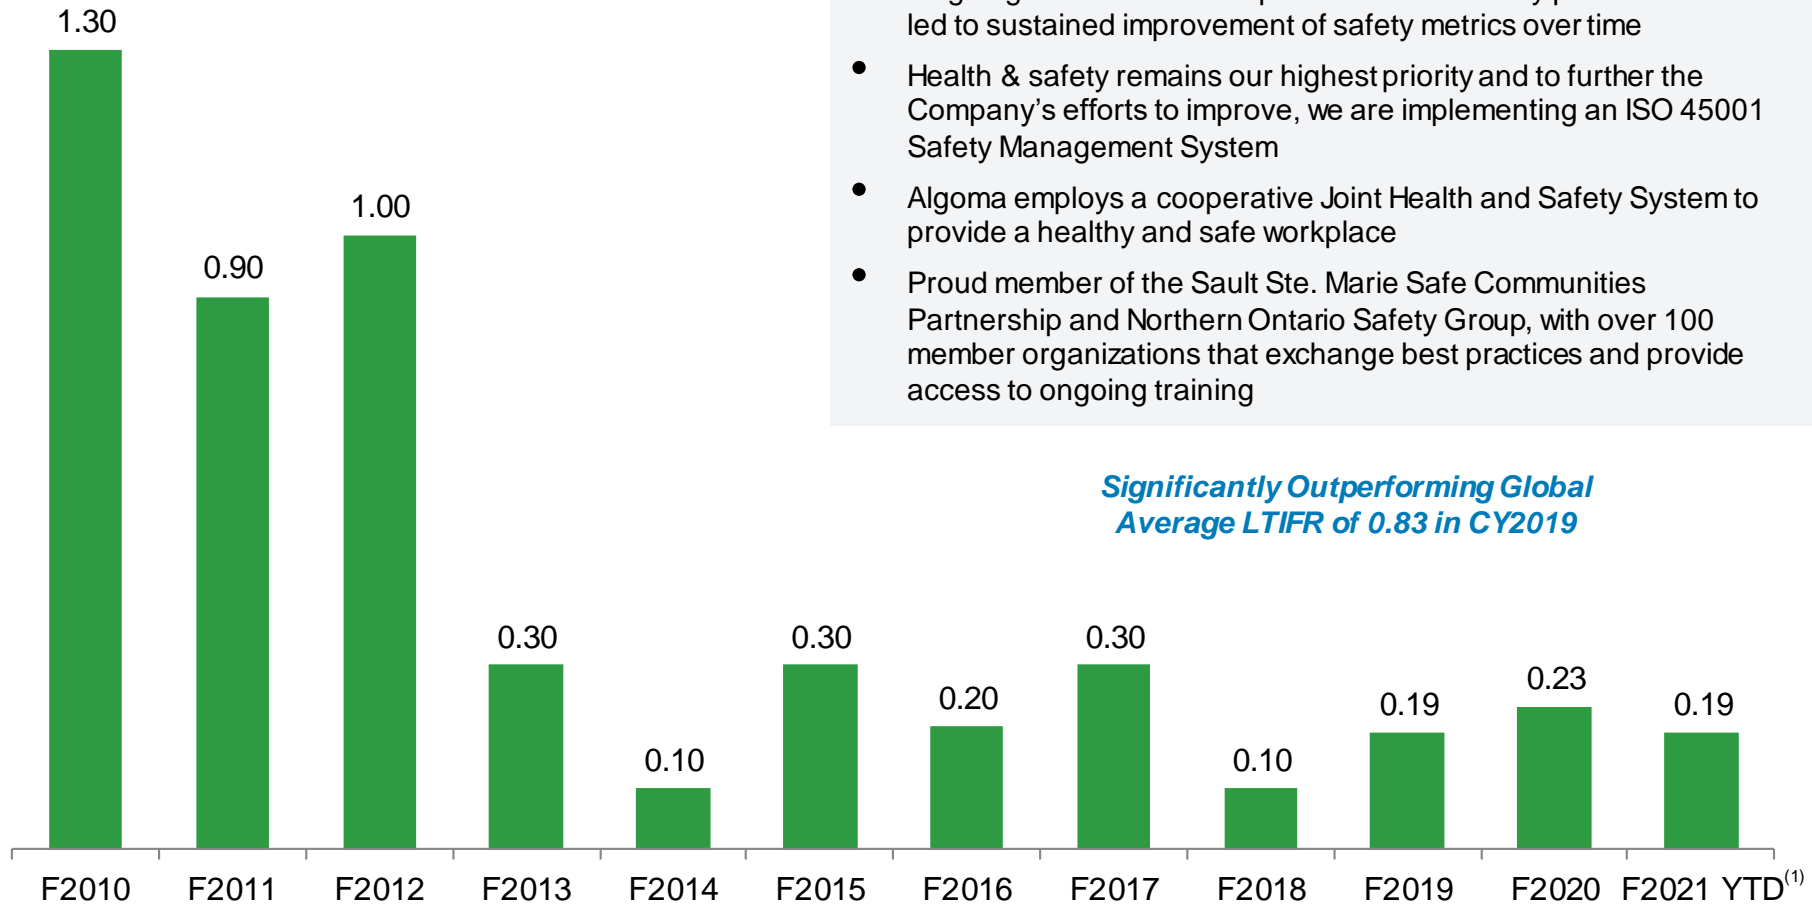 led to sustained improvement of safety metrics over time
• Health & safety remains our highest priority and to further the
Company's efforts to improve, we are implementing an ISO 45001
Safety Management System
• Algoma employs a cooperative Joint Health and Safety System to
provide a healthy and safe workplace
• Proud member of the Sault Ste. Marie Safe Communities
Partnership and Northern Ontario Safety Group, with over 100
member organizations that exchange best practices and provide
access to ongoing training
Significantly Outperforming Global
Average LTIFR of 0.83 in CY2019
1.30
0.90
1.00
0.30
0.10
0.30
0.20
0.30
0.10
0.19
0.23
0.19
F2010 F2011 F2012 F2013 F2014 F2015 F2016 F2017 F2018 F2019 F2020 F2021 YTD(1)